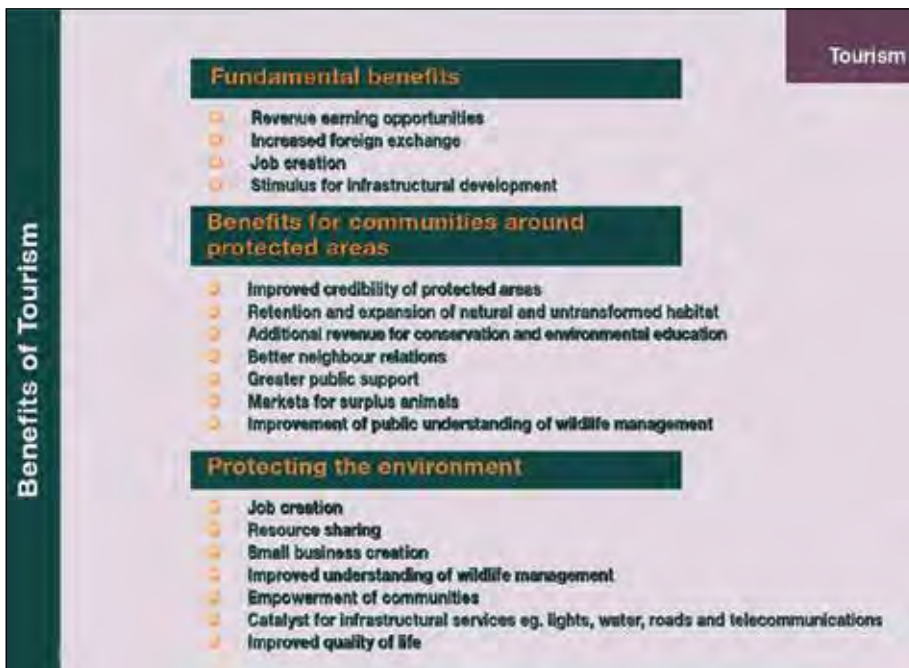 Tourism
Benefits of Tourism
Fundamental benefits
Revenue earning opportunities
Increased foreign exchange
Job creation
Stimulus for infrastructural development
Benefits for communities around
protected areas
Improved credibility of protected areas
Retention and expansion of natural and untransformed habitat
Additional revenue for conservation and environmental education
Better neighbour relations
Greater public support
Markets for surplus animals
Improvement of public understanding of wildlife management
Protecting the environment
Job creation
Resource sharing
Small business creation
Improved understanding of wildlife management
Empowerment of communities
Catalyst for infrastructural services eg. lights, water, roads and telecommunications
Improved quality of life